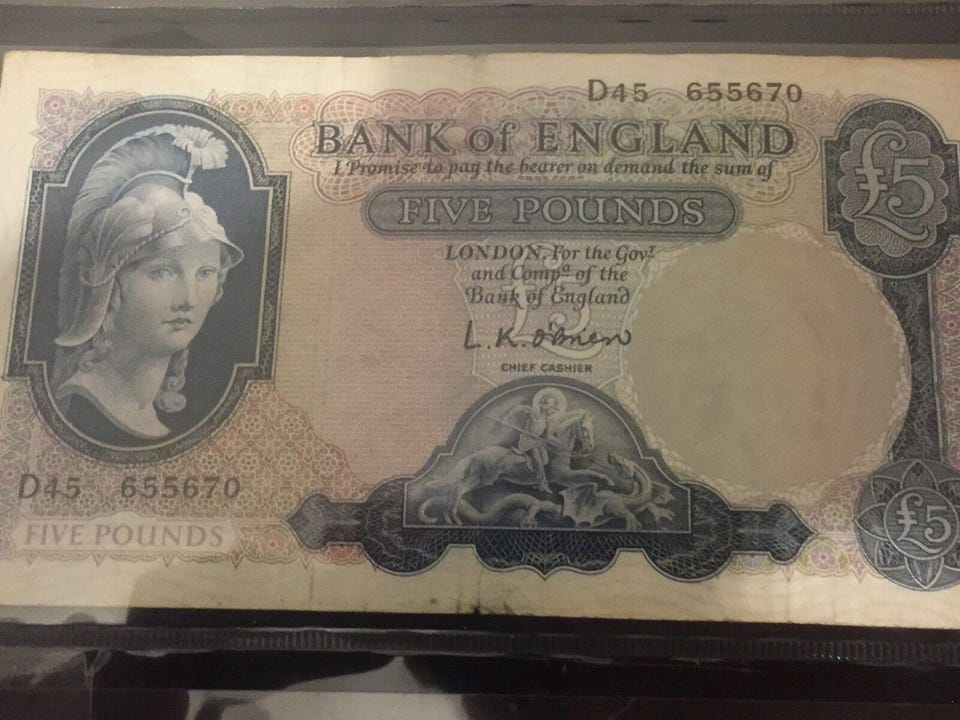 D45 655670
BANK of ENGLAND
I Promise to pay the bearer on demand the sum of
£5
FIVE POUNDS
LONDON. For the Govr.
and Compa. of the
Bank of England
£5
L.K. O'Brien
CHIEF CASHIER
D45 655670
FIVE POUNDS
£5